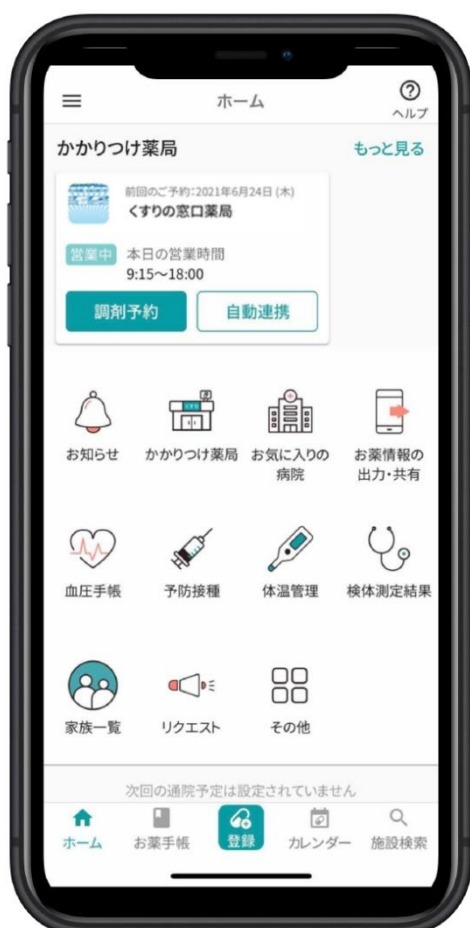 ホーム
ヘルプ
かかりつけ薬局
もっと見る
前回のご予約:2021年6月24日 (木)
くすりの窓口薬局
営業中
本日の営業時間
9:15～18:00
調剤予約
自動連携
お知らせ
かかりつけ薬局
お気に入りの
病院
お薬情報の
出力・共有
血圧手帳
予防接種
体温管理
検体測定結果
家族一覧
リクエスト
その他
次回の通院予定は設定されていません
ホーム
お薬手帳
登録
カレンダー
施設検索